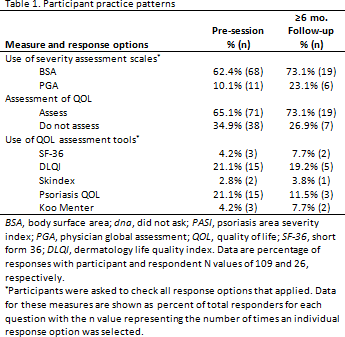 Table 1. Participant practice patterns
≥6 mo.
Pre-session Follow-up
Measure and response options % (n) % (n)
Use of severity assessment scales*
BSA 62.4% (68) 73.1% (19)
PGA 10.1% (11) 23.1% (6)
Assessment of QOL
Assess 65.1% (71) 73.1% (19)
Do not assess 34.9% (38) 26.9% (7)
Use of QOL assessment tools*
SF-36 4.2% (3) 7.7% (2)
DLQI 21.1% (15) 19.2% (5)
Skindex 2.8% (2) 3.8% (1)
Psoriasis QOL 21.1% (15) 11.5% (3)
Koo Menter 4.2% (3) 7.7% (2)
BSA, body surface area; dna, did not ask; PASI, psoriasis area severity
index; PGA, physician global assessment; QOL, quality of life; SF-36, short
form 36; DLQI, dermatology life quality index. Data are percentage of
responses with participant and respondent N values of 109 and 26,
respectively.
*Participants were asked to check all response options that applied. Data
for these measures are shown as percent of total responders for each
question with the n value representing the number of times an individual
response option was selected.